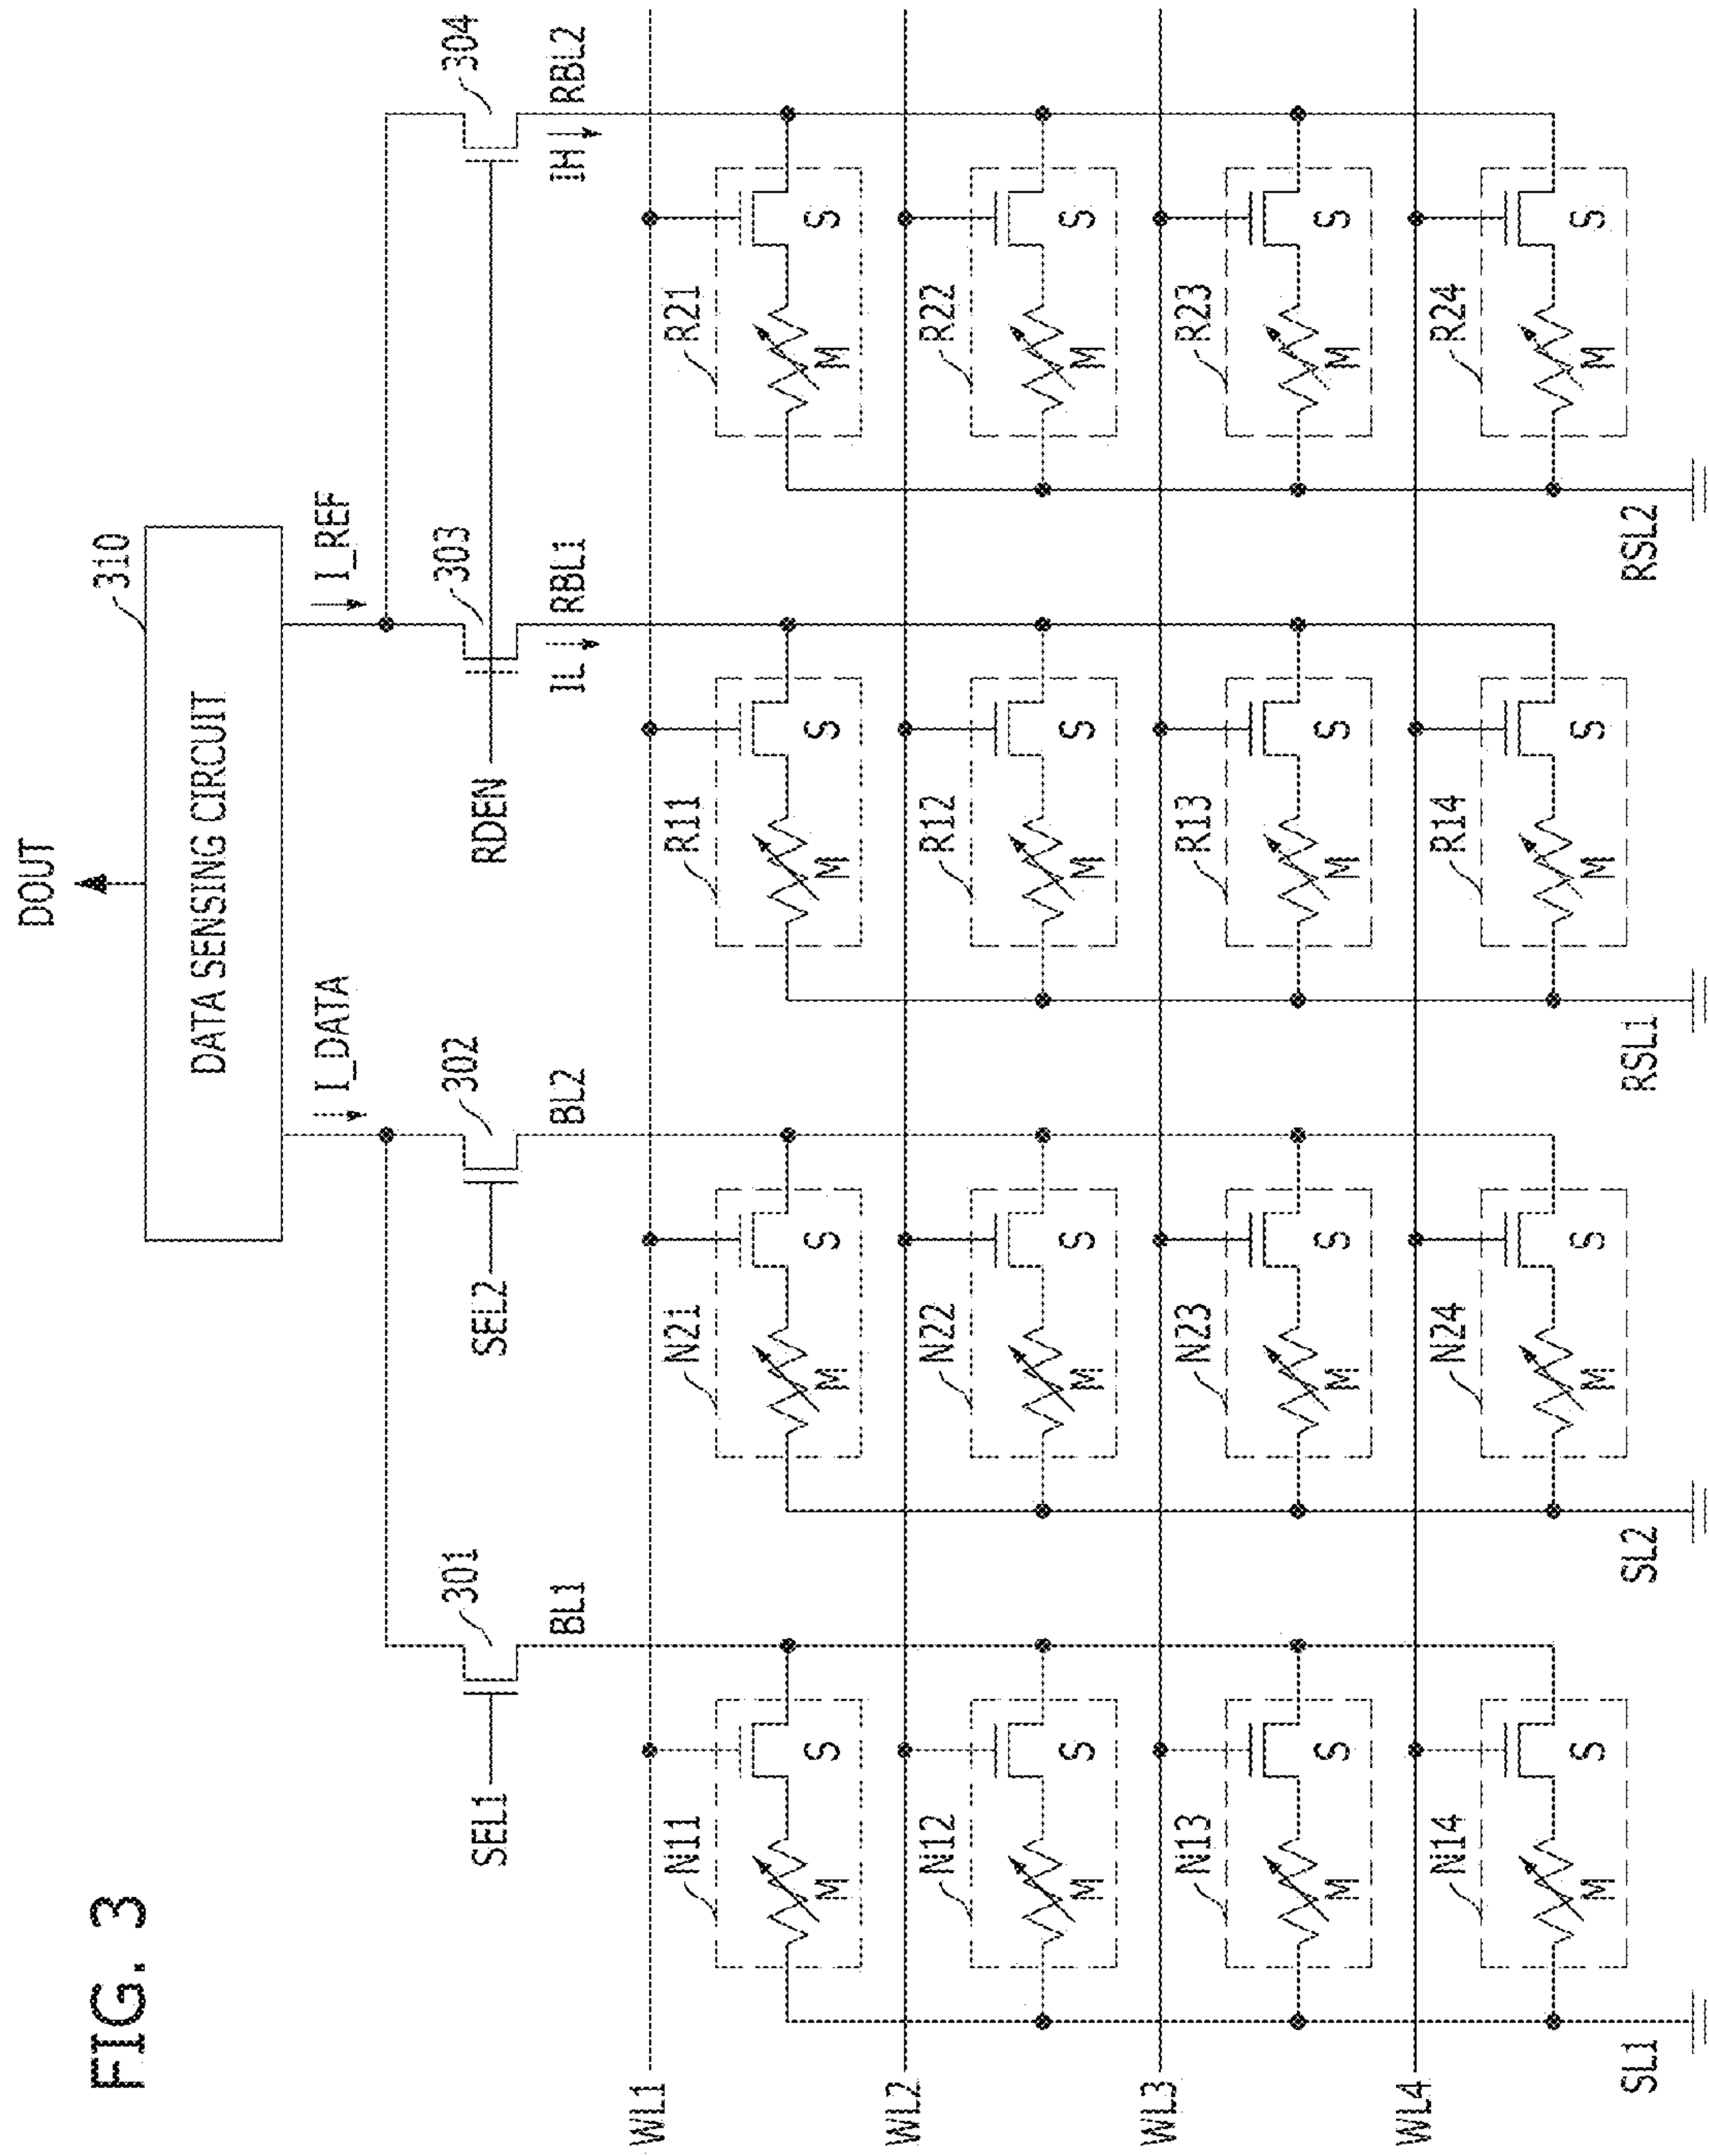 FIG. 3
DOUT
310
DATA SENSING CIRCUIT
I_DATA I_REF
301 302 303 304
SEL1 SEL2 RDEN
BL1 BL2 IL RBL1 IH RBL2
WL1
N11 N21 R11 R21
M S M S M S M S
WL2
N12 N22 R12 R22
M S M S M S M S
WL3
N13 N23 R13 R23
M S M S M S M S
WL4
N14 N24 R14 R24
M S M S M S M S
SL1 SL2 RSL1 RSL2